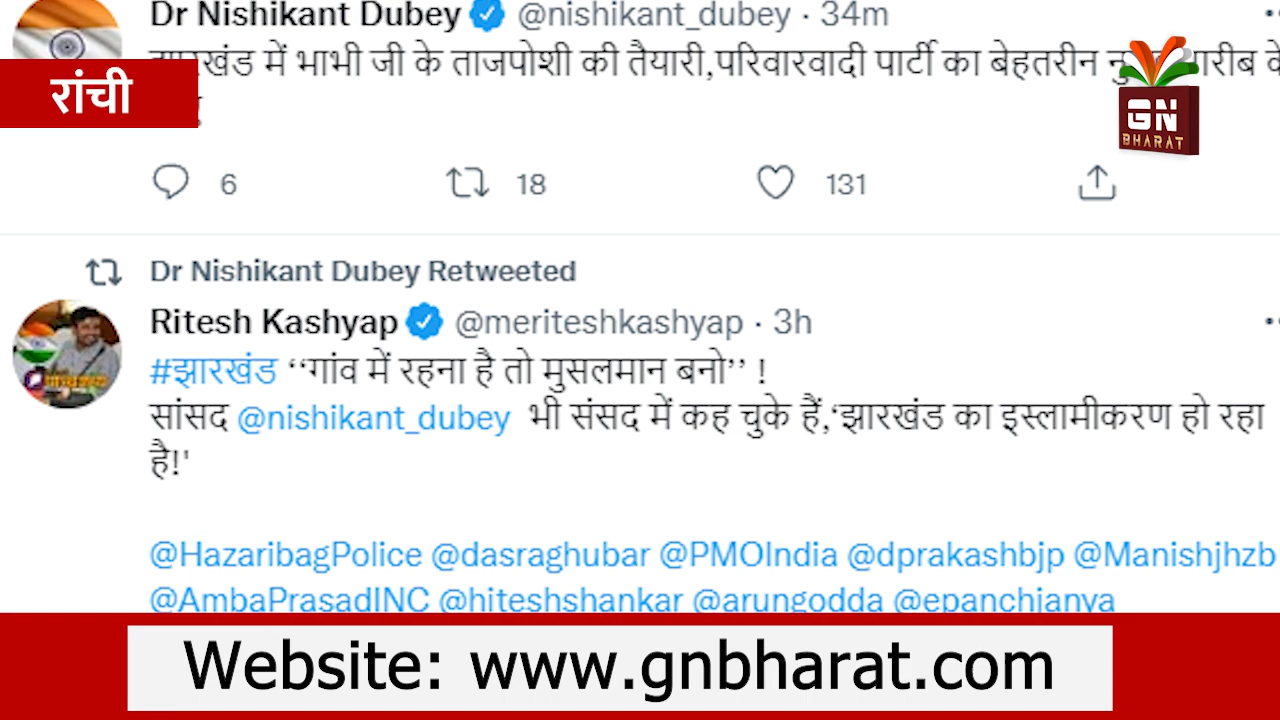 Dr Nishikant Dubey @nishikant_dubey · 34m
में भाभी जी के ताजपोशी की तैयारी,परिवारवादी पार्टी का बेहतरीन
रांची
GN
BHARAT
6 18 131
Dr Nishikant Dubey Retweeted
Ritesh Kashyap @meriteshkashyap · 3h
#झारखंड ‘‘गांव में रहना है तो मुसलमान बनो’’ !
सांसद @nishikant_dubey भी संसद में कह चुके हैं,‘झारखंड का इस्लामीकरण हो रहा
है!'
@HazaribagPolice @dasraghubar @PMOIndia @dprakashbjp @Manishjhzb
@AmbaPrasadINC @hiteshshankar @arungodda @epanchjanya
Website: www.gnbharat.com